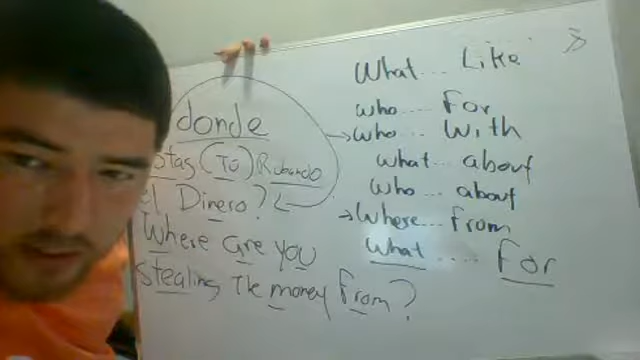 donde
estas (TU) Robando
el Dinero?
Where are you
stealing the money from?
What.... Like
who.... For
who... With
what... about
who... about
Where... From
What.... For